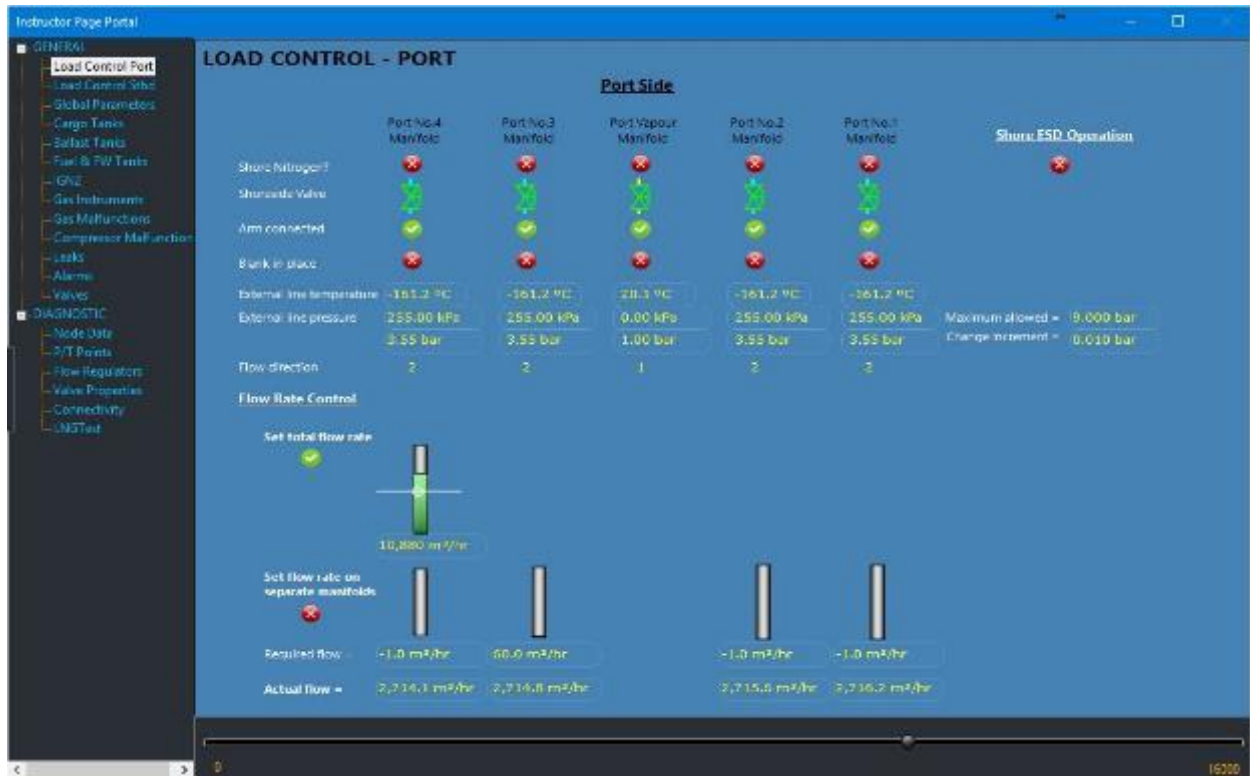 Instructor Page Portal
GENERAL
Load Control Port
Load Control Stbd
Global Parameters
Cargo Tanks
Ballast Tanks
Fuel & FW Tanks
IGN2
Gas Instruments
Gas Malfunctions
Compressor Malfunction
Leaks
Alarms
Valves
DIAGNOSTIC
Node Data
P/T Points
Flow Regulators
Valve Properties
Connectivity
LNGTest
LOAD CONTROL - PORT
Port Side
Port No.4 Manifold
Port No.3 Manifold
Port Vapour Manifold
Port No.2 Manifold
Port No.1 Manifold
Shore ESD Operation
Shore Nitrogen?
Shoreside Valve
Arm connected
Blank in place
External line temperature -161.2 ºC -161.2 ºC 20.1 ºC -161.2 ºC -161.2 ºC
External line pressure 255.00 kPa 255.00 kPa 0.00 kPa 255.00 kPa 255.00 kPa Maximum allowed = 9.000 bar
3.55 bar 3.55 bar 1.00 bar 3.55 bar 3.55 bar Change increment = 0.010 bar
Flow direction 2 2 1 2 2
Flow Rate Control
Set total flow rate
10,880 m³/hr
Set flow rate on
separate manifolds
Required flow = -1.0 m³/hr 60.0 m³/hr -1.0 m³/hr -1.0 m³/hr
Actual flow = 2,714.1 m³/hr 2,714.8 m³/hr 2,715.6 m³/hr 2,716.2 m³/hr
0 16300